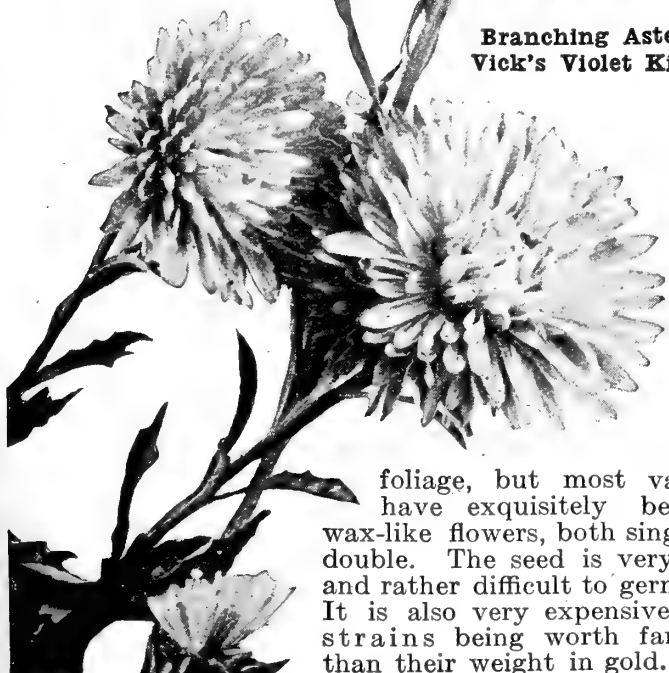 Branching Aste
Vick's Violet Ki
foliage, but most va
have exquisitely be
wax-like flowers, both sing
double. The seed is very
and rather difficult to germ
It is also very expensive
strains being worth far
than their weight in gold.